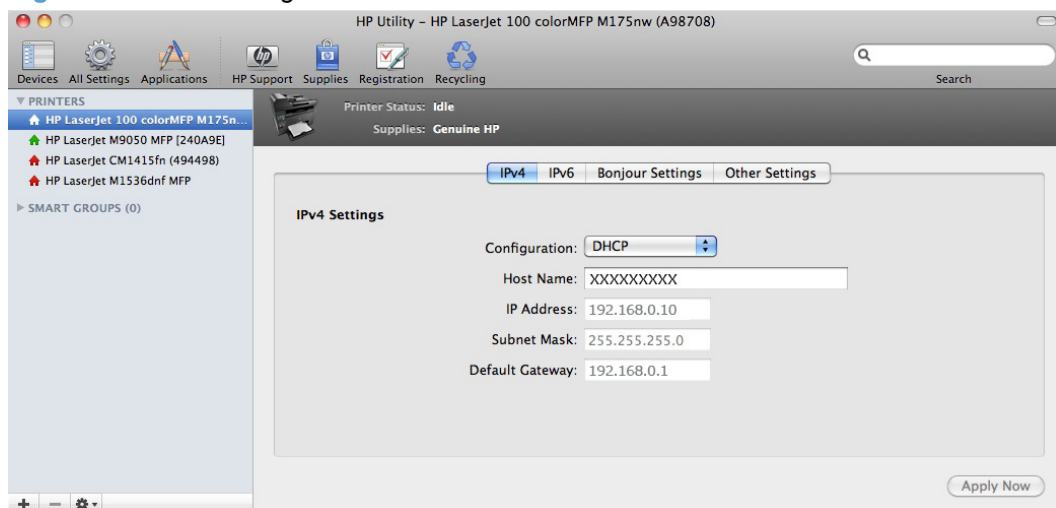 HP Utility – HP LaserJet 100 colorMFP M175nw (A98708)
Devices All Settings Applications HP Support Supplies Registration Recycling
Search
PRINTERS
HP LaserJet 100 colorMFP M175n...
HP LaserJet M9050 MFP [240A9E]
HP LaserJet CM1415fn (494498)
HP LaserJet M1536dnf MFP
SMART GROUPS (0)
Printer Status: Idle
Supplies: Genuine HP
IPv4 IPv6 Bonjour Settings Other Settings
IPv4 Settings
Configuration: DHCP
Host Name: XXXXXXXXX
IP Address: 192.168.0.10
Subnet Mask: 255.255.255.0
Default Gateway: 192.168.0.1
Apply Now